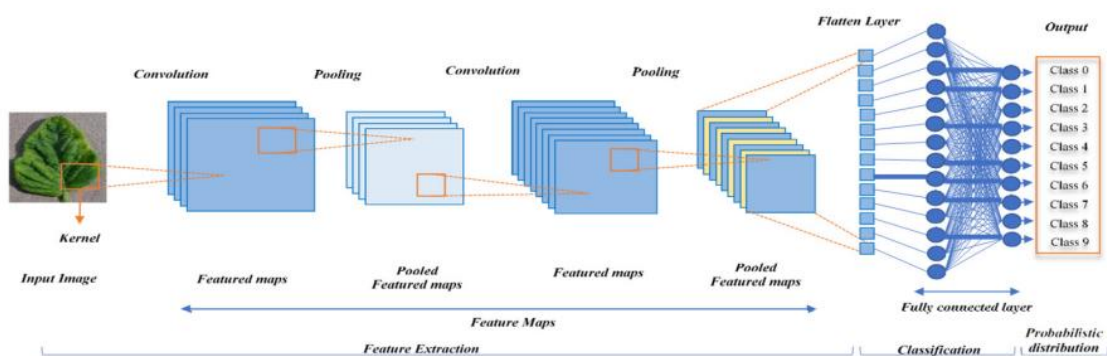 Flatten Layer
Output
Convolution
Pooling
Convolution
Pooling
Class 0
Class 1
Class 2
Class 3
Class 4
Class 5
Class 6
Class 7
Class 8
Class 9
Kernel
Input Image
Featured maps
Pooled
Featured maps
Featured maps
Pooled
Featured maps
Fully connected layer
Feature Maps
Feature Extraction
Classification
Probabilistic
distribution